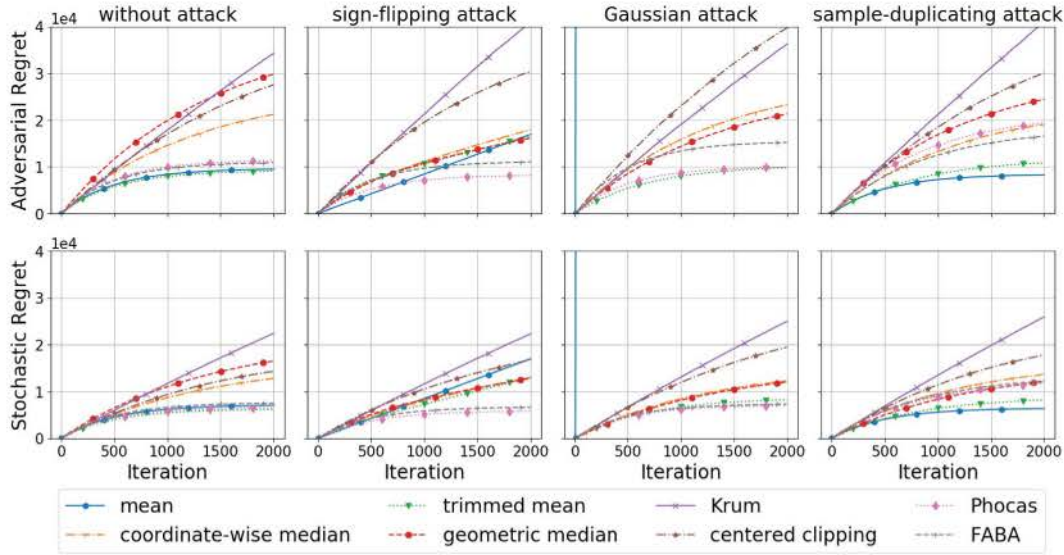 without attack sign-flipping attack Gaussian attack sample-duplicating attack
1e4
4
3
2
1
0
Adversarial Regret
1e4
4
3
2
1
0
Stochastic Regret
0 500 1000 1500 2000 0 500 1000 1500 2000 0 500 1000 1500 2000 0 500 1000 1500 2000
Iteration Iteration Iteration Iteration
mean trimmed mean Krum Phocas
coordinate-wise median geometric median centered clipping FABA